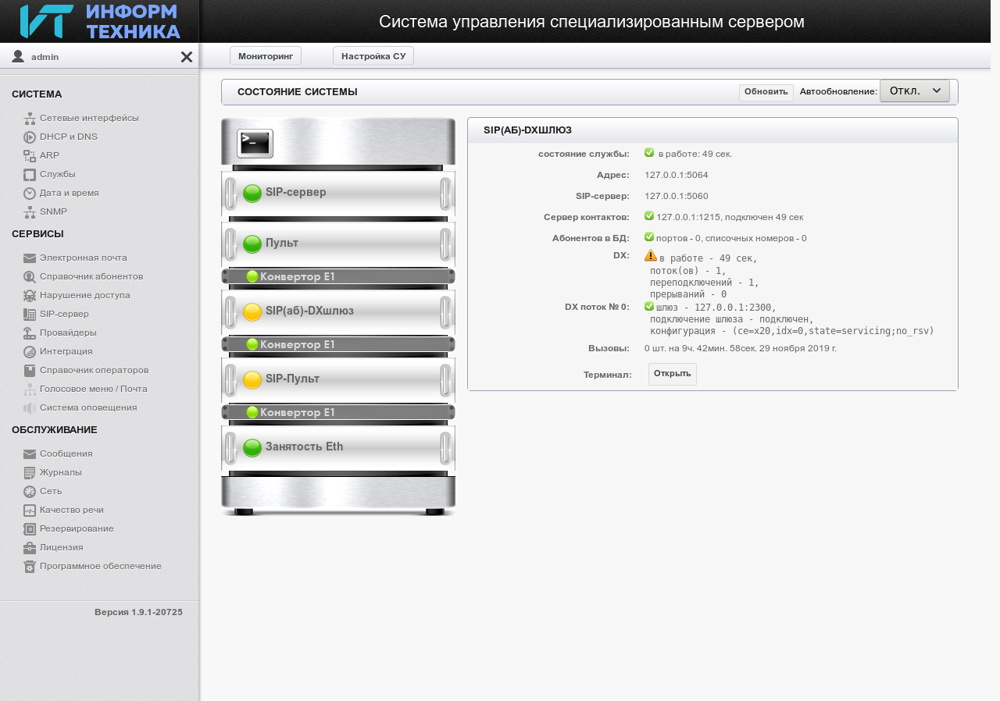 ИНФОРМ
ТЕХНИКА
Система управления специализированным сервером
admin
Мониторинг
Настройка СУ
СИСТЕМА
Сетевые интерфейсы
DHCP и DNS
ARP
Службы
Дата и время
SNMP
СЕРВИСЫ
Электронная почта
Справочник абонентов
Нарушение доступа
SIP-сервер
Провайдеры
Интеграция
Справочник операторов
Голосовое меню / Почта
Система оповещения
ОБСЛУЖИВАНИЕ
Сообщения
Журналы
Сеть
Качество речи
Резервирование
Лицензия
Программное обеспечение
Версия 1.9.1-20725
СОСТОЯНИЕ СИСТЕМЫ
Обновить Автообновление: Откл.
>_
SIP-сервер
Пульт
Конвертор E1
SIP(аб)-DXшлюз
Конвертор E1
SIP-Пульт
Конвертор E1
Занятость Eth
SIP(АБ)-DXШЛЮЗ
состояние службы: в работе: 49 сек.
Адрес: 127.0.0.1:5064
SIP-сервер: 127.0.0.1:5060
Сервер контактов: 127.0.0.1:1215, подключен 49 сек
Абонентов в БД: портов - 0, списочных номеров - 0
DX: в работе - 49 сек,
поток(ов) - 1,
переподключений - 1,
прерываний - 0
DX поток № 0: шлюз - 127.0.0.1:2300,
подключение шлюза - подключен,
конфигурация - (ce=x20,idx=0,state=servicing;no_rsv)
Вызовы: 0 шт. на 9ч. 42мин. 58сек. 29 ноября 2019 г.
Терминал: Открыть